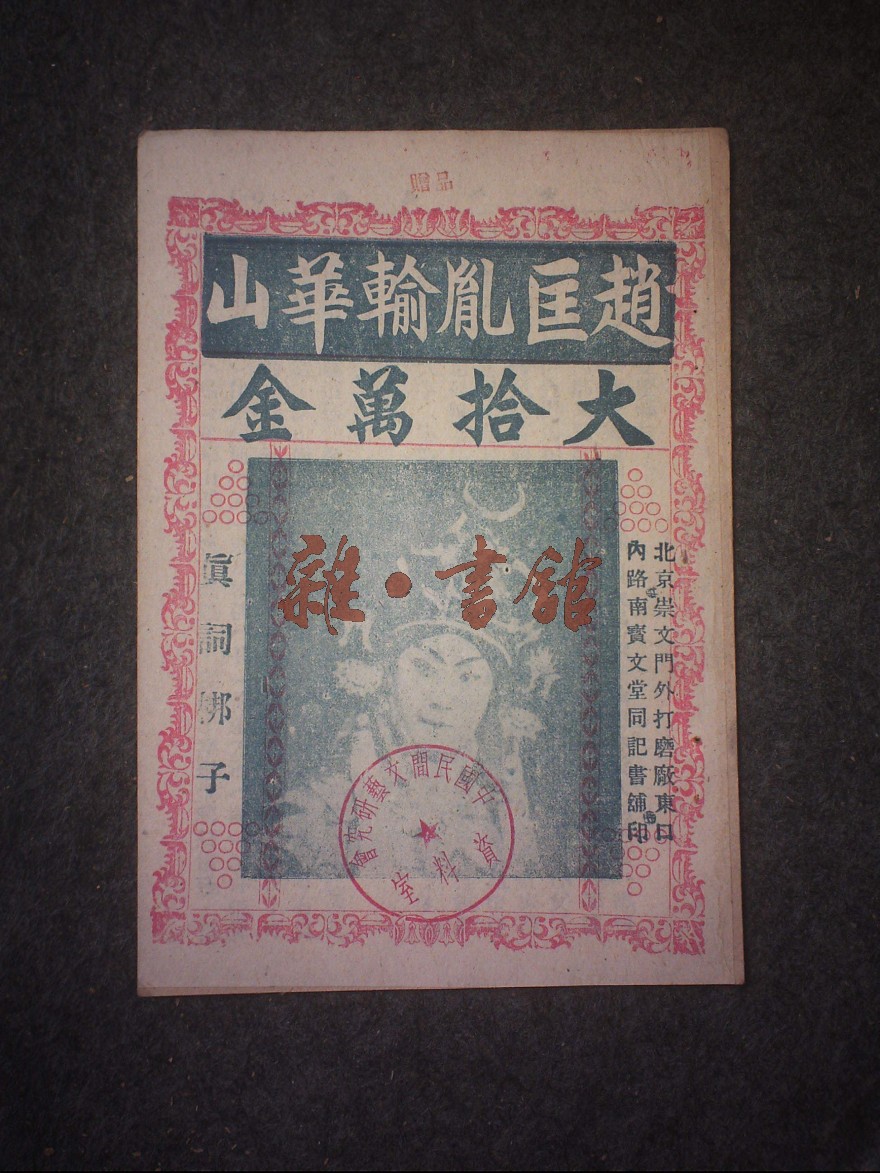 贈品
趙匡胤輸華山
大拾萬金
北京崇文門外打磨廠東口
內路南寶文堂同記書舖印
真詞梆子
雜·書館
中國民間文藝研究會
資料室